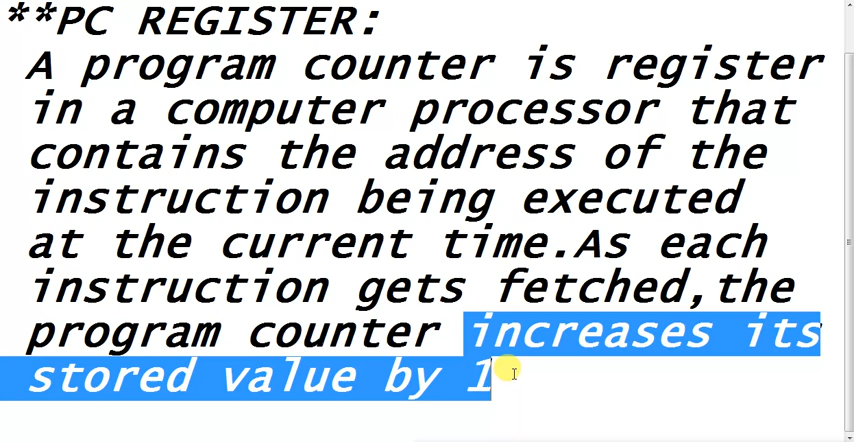 **PC REGISTER:
A program counter is register
in a computer processor that
contains the address of the
instruction being executed
at the current time.As each
instruction gets fetched,the
program counter increases its
stored value by 1